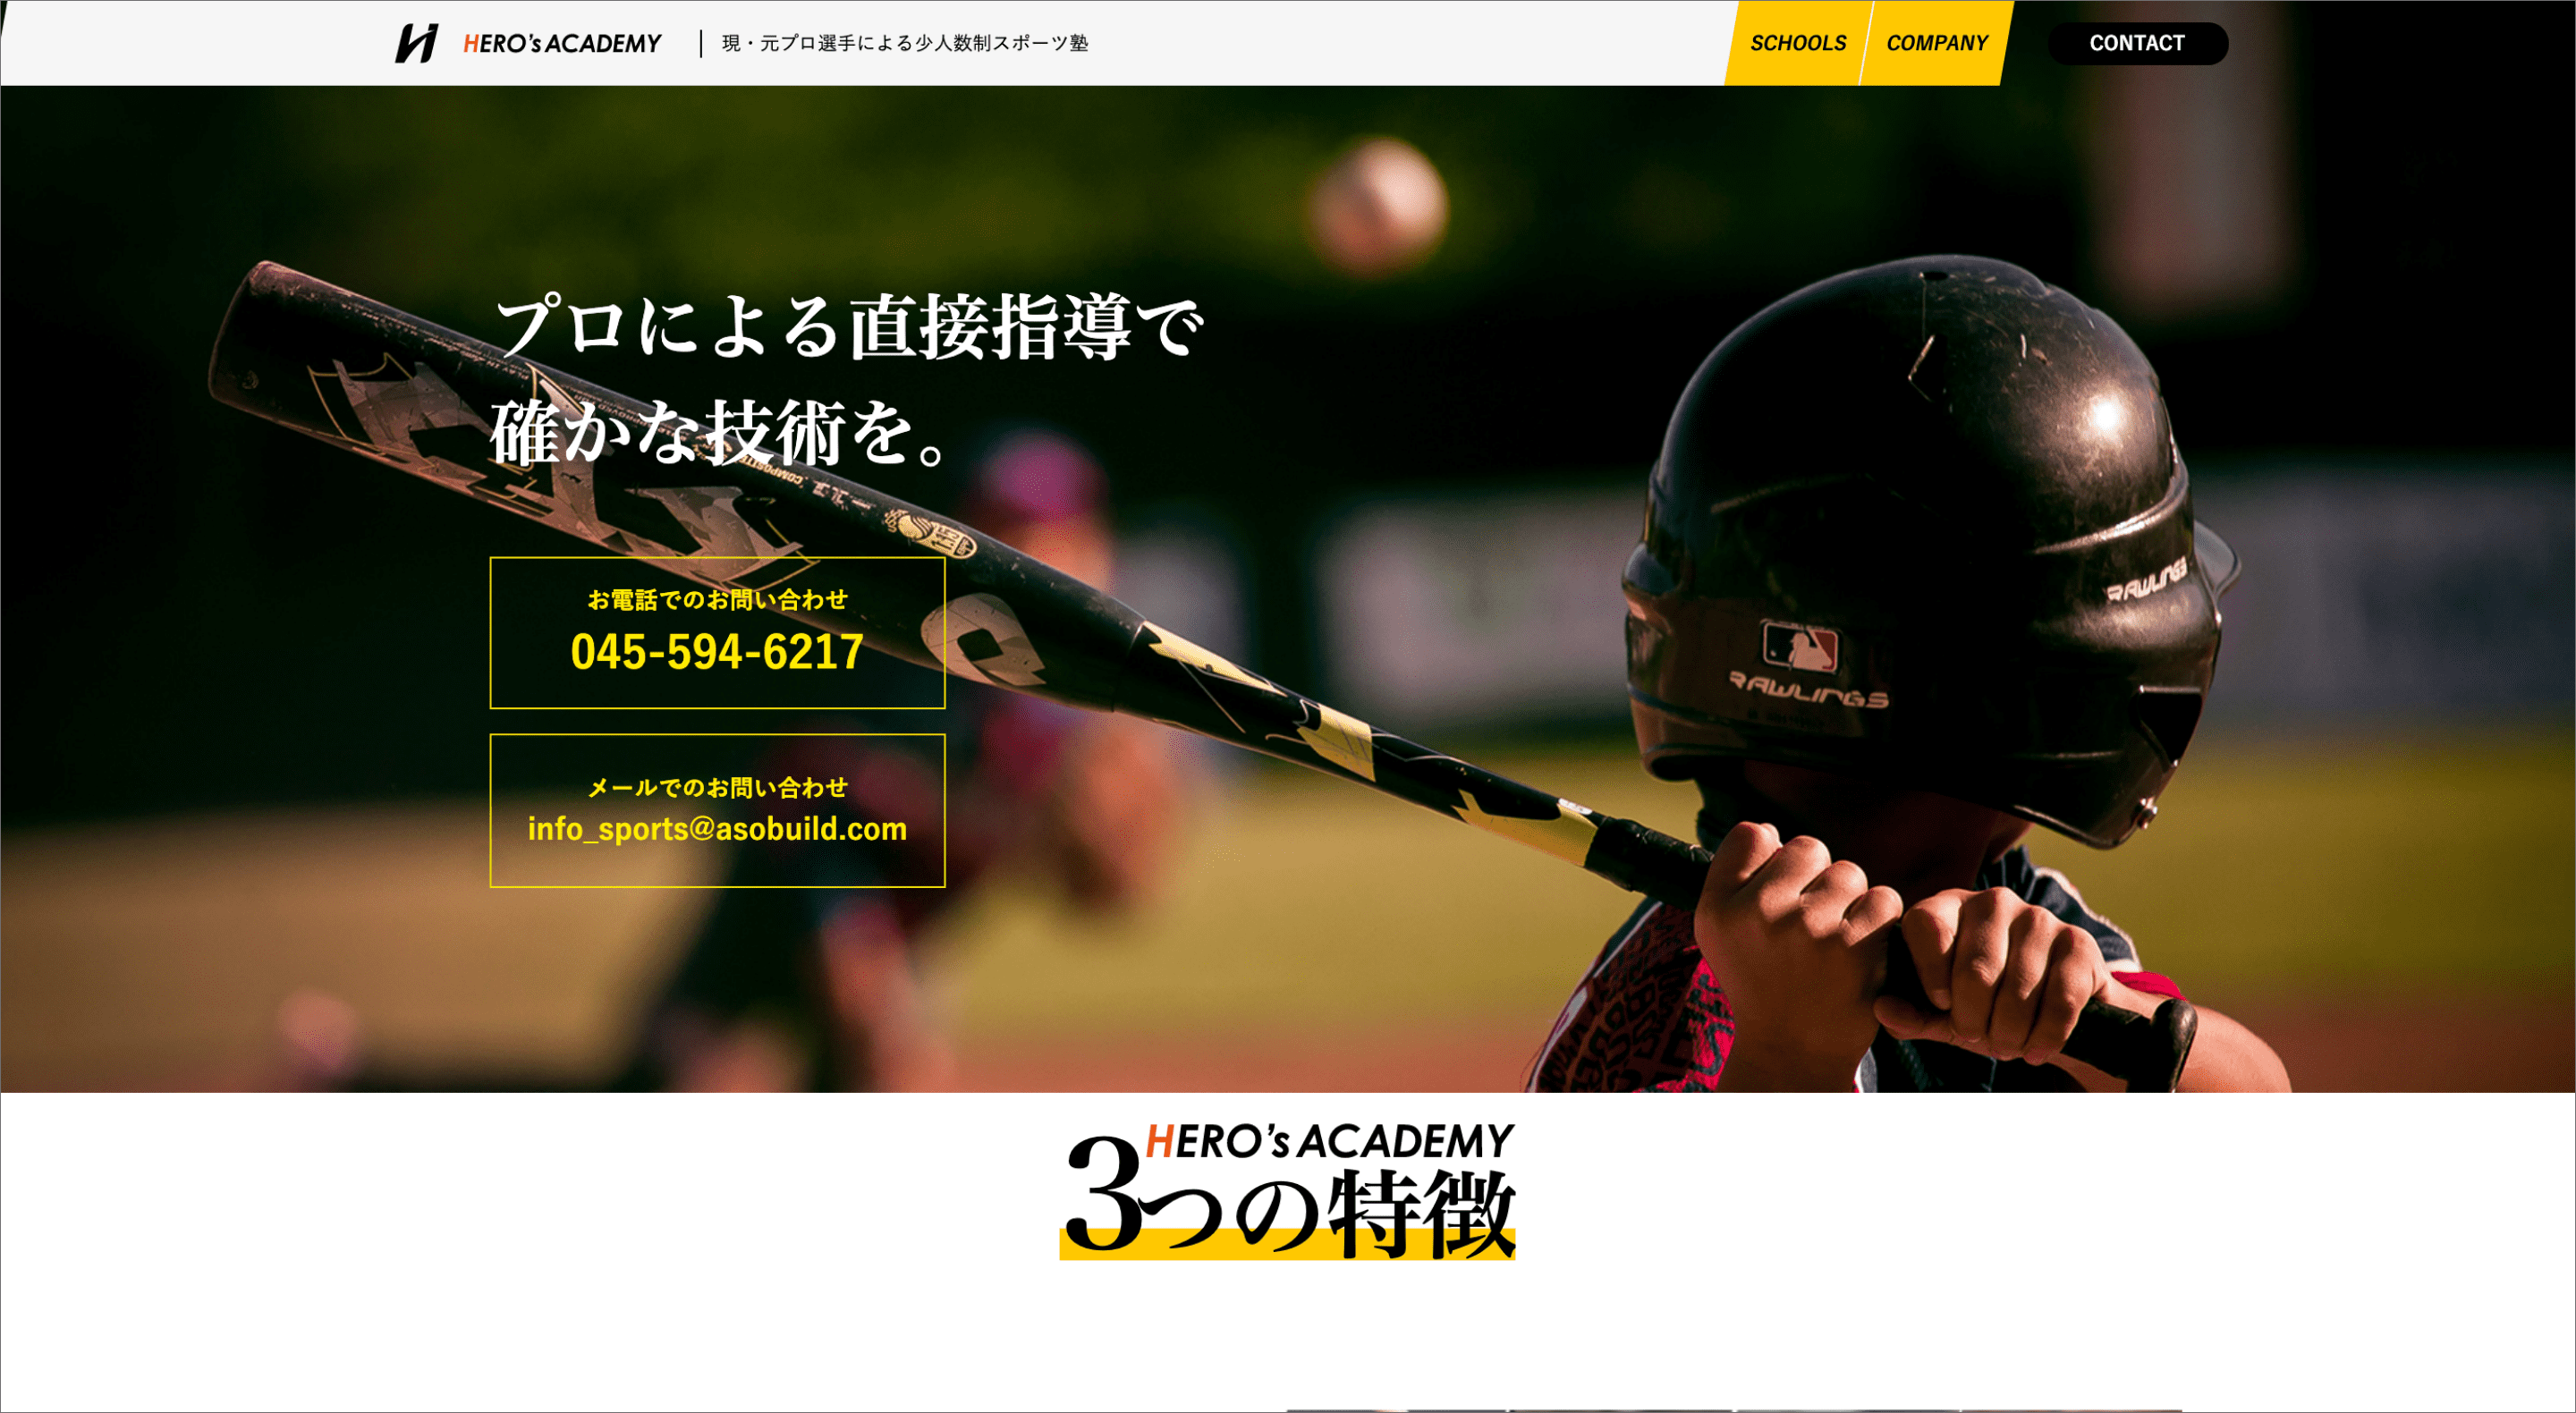 HERO's ACADEMY
現・元プロ選手による少人数制スポーツ塾
SCHOOLS
COMPANY
CONTACT
プロによる直接指導で
確かな技術を。
COMPOSITE
お電話でのお問い合わせ
045-594-6217
メールでのお問い合わせ
info_sports@asobuild.com
RAWLINGS
RAWLINGS
HERO's ACADEMY
3つの特徴